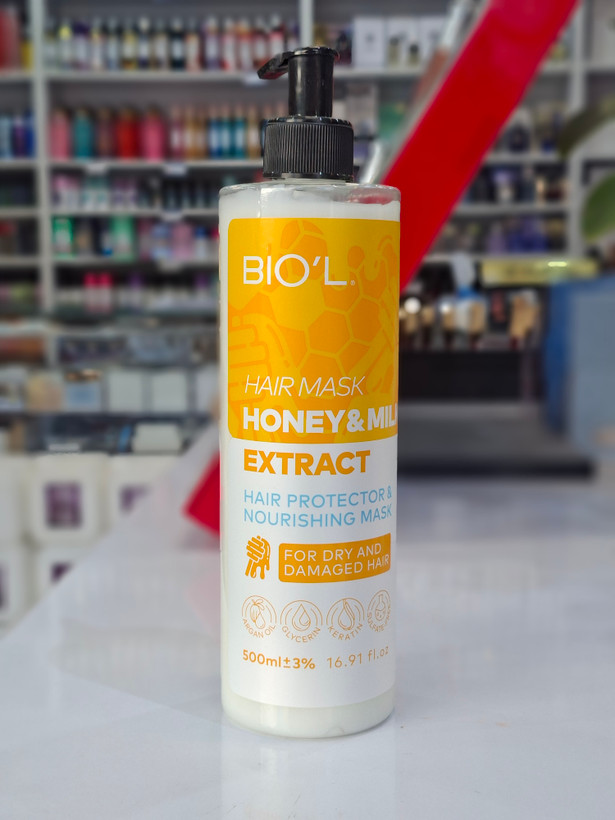 BIO'L.
HAIR MASK
HONEY&MIL
EXTRACT
HAIR PROTECTOR &
NOURISHING MASK
FOR DRY AND
DAMAGED HAIR
ARGAN OIL
GLYCERIN
KERATIN
500ml±3% 16.91 fl.oz